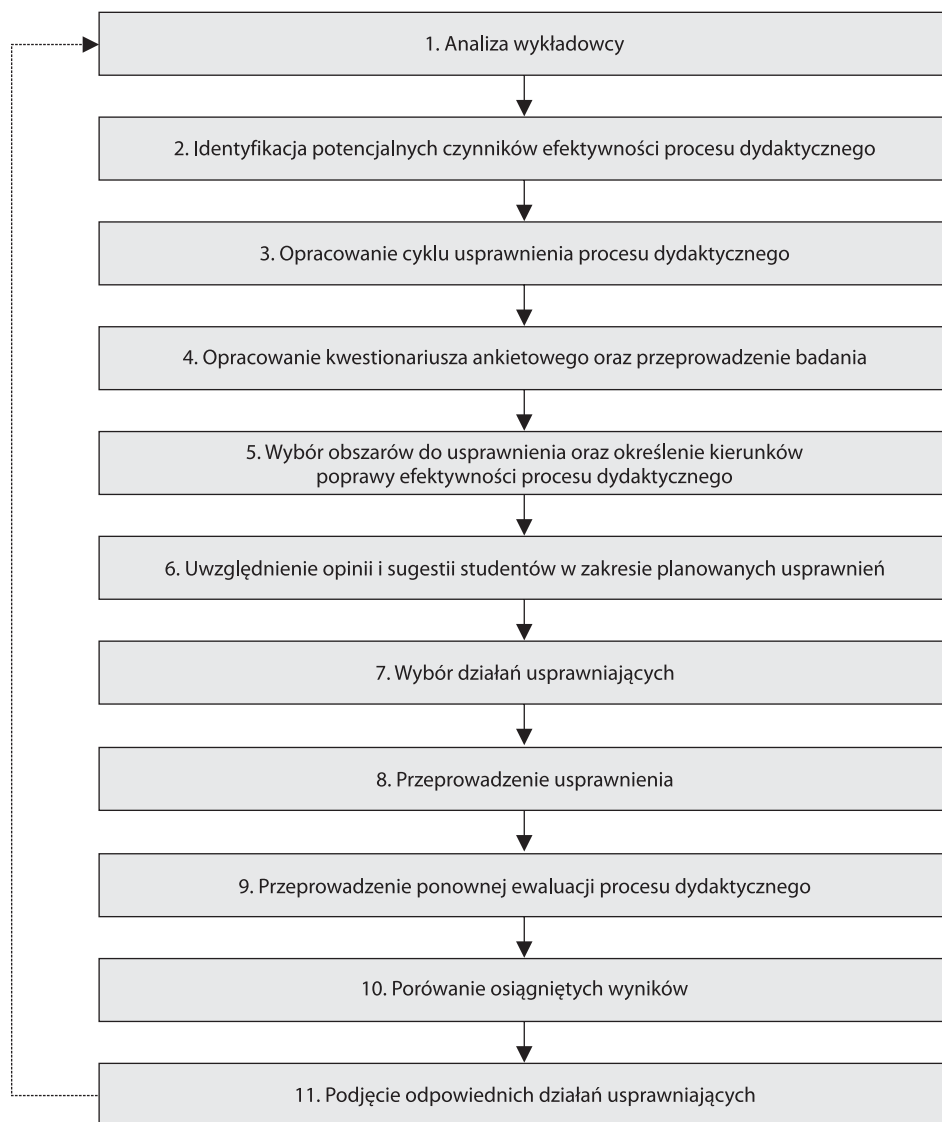 1. Analiza wykładowcy
2. Identyfikacja potencjalnych czynników efektywności procesu dydaktycznego
3. Opracowanie cyklu usprawnienia procesu dydaktycznego
4. Opracowanie kwestionariusza ankietowego oraz przeprowadzenie badania
5. Wybór obszarów do usprawnienia oraz określenie kierunków
poprawy efektywności procesu dydaktycznego
6. Uwzględnienie opinii i sugestii studentów w zakresie planowanych usprawnień
7. Wybór działań usprawniających
8. Przeprowadzenie usprawnienia
9. Przeprowadzenie ponownej ewaluacji procesu dydaktycznego
10. Porówanie osiągniętych wyników
11. Podjęcie odpowiednich działań usprawniających